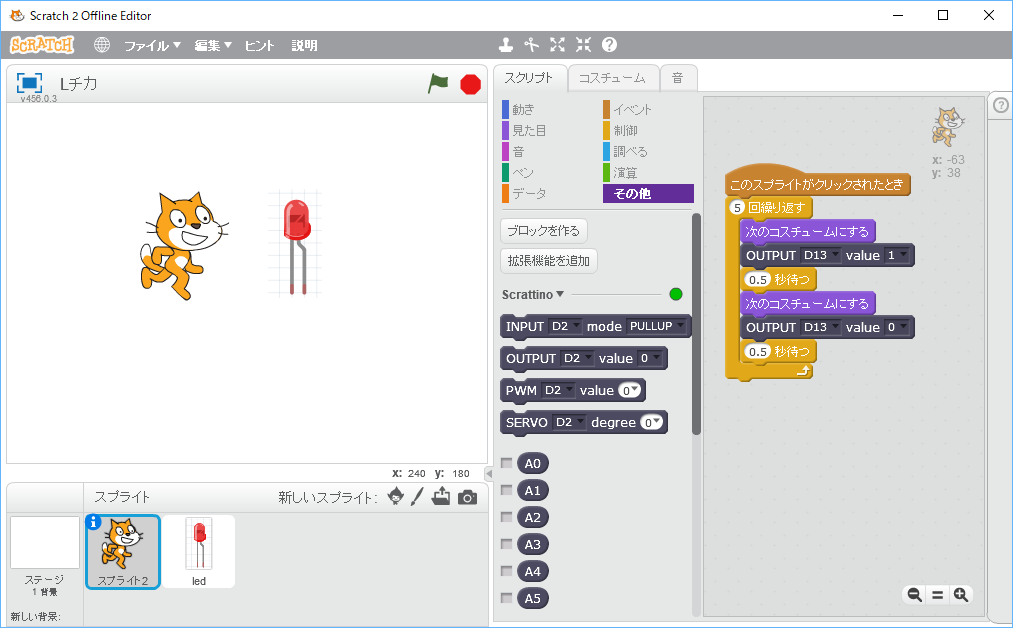 Scratch 2 Offline Editor
SCRATCH ファイル 編集 ヒント 説明
v456.0.3
Lチカ
x: 240 y: 180
スプライト 新しいスプライト:
スプライト2
led
ステージ
1 背景
新しい背景:
スクリプト コスチューム 音
動き イベント
見た目 制御
音 調べる
ペン 演算
データ その他
ブロックを作る
拡張機能を追加
Scrattino
INPUT D2 mode PULLUP
OUTPUT D2 value 0
PWM D2 value 0
SERVO D2 degree 0
A0
A1
A2
A3
A4
A5
x: -63
y: 38
このスプライトがクリックされたとき
5 回繰り返す
次のコスチュームにする
OUTPUT D13 value 1
0.5 秒待つ
次のコスチュームにする
OUTPUT D13 value 0
0.5 秒待つ